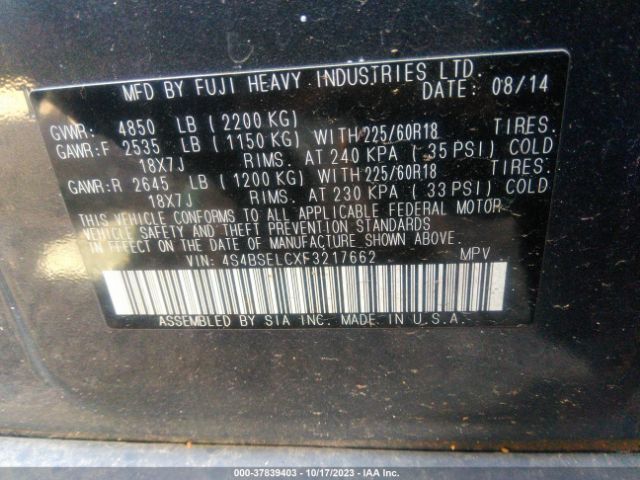 MFD BY FUJI HEAVY INDUSTRIES LTD.
DATE: 08/14
GVWR: 4850 LB ( 2200 KG)
GAWR:F 2535 LB ( 1150 KG) WITH 225/60R18 TIRES.
18X7J RIMS. AT 240 KPA ( 35 PSI) COLD
GAWR:R 2645 LB ( 1200 KG) WITH 225/60R18 TIRES.
18X7J RIMS. AT 230 KPA ( 33 PSI) COLD
THIS VEHICLE CONFORMS TO ALL APPLICABLE FEDERAL MOTOR
VEHICLE SAFETY AND THEFT PREVENTION STANDARDS
IN EFFECT ON THE DATE OF MANUFACTURE SHOWN ABOVE.
VIN: 4S4BSELCXF3217662 MPV
ASSEMBLED BY SIA INC. MADE IN U.S.A.
000-37839403 - 10/17/2023 - IAA Inc.